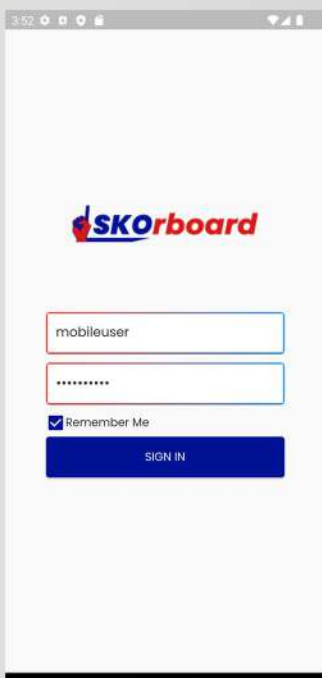 3:52
SKOrboard
mobileuser
••••••••••
Remember Me
SIGN IN